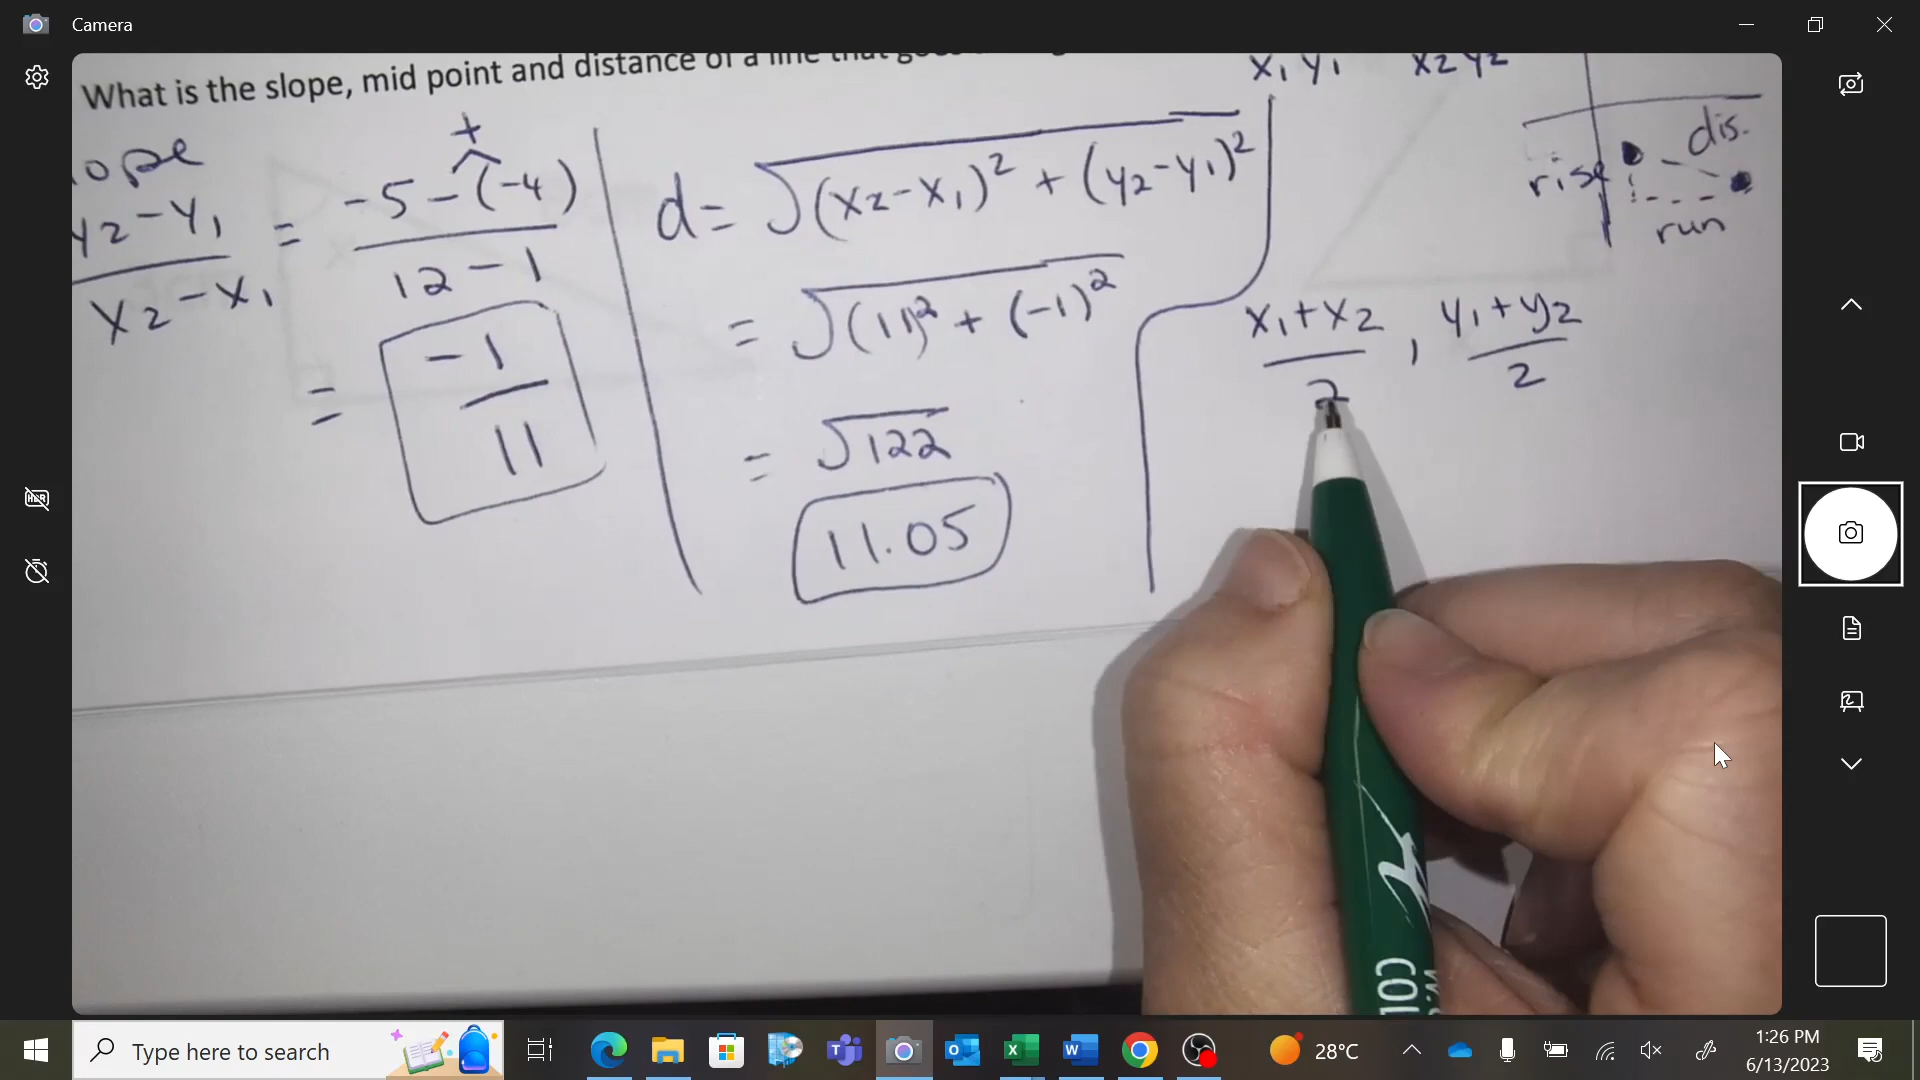 Camera
What is the slope, mid point and distance of a line that
x₁ y₁ x₂ y₂
ope
y₂ - y₁ / x₂ - x₁ = -5 - (-4) / 12 - 1
+
= -1/11
d = √(x₂ - x₁)² + (y₂ - y₁)²
= √(11)² + (-1)²
= √122
11.05
rise
dis.
run
x₁ + x₂ / 2 , y₁ + y₂ / 2
COL
Type here to search
28°C
1:26 PM
6/13/2023